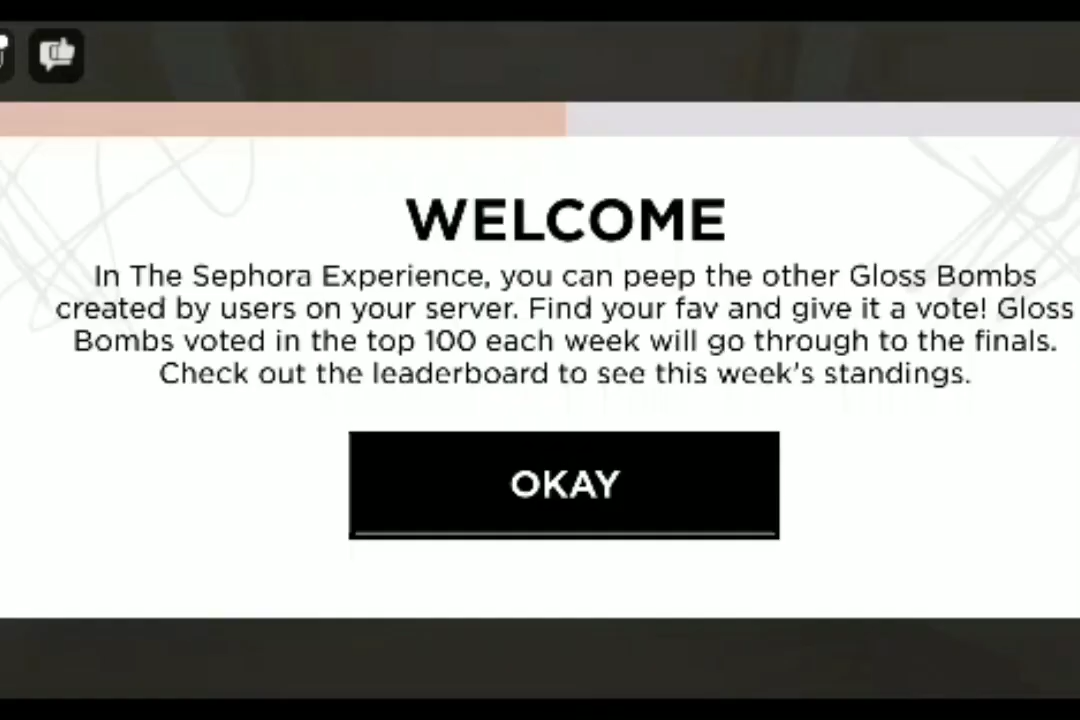 WELCOME
In The Sephora Experience, you can peep the other Gloss Bombs
created by users on your server. Find your fav and give it a vote! Gloss
Bombs voted in the top 100 each week will go through to the finals.
Check out the leaderboard to see this week's standings.
OKAY